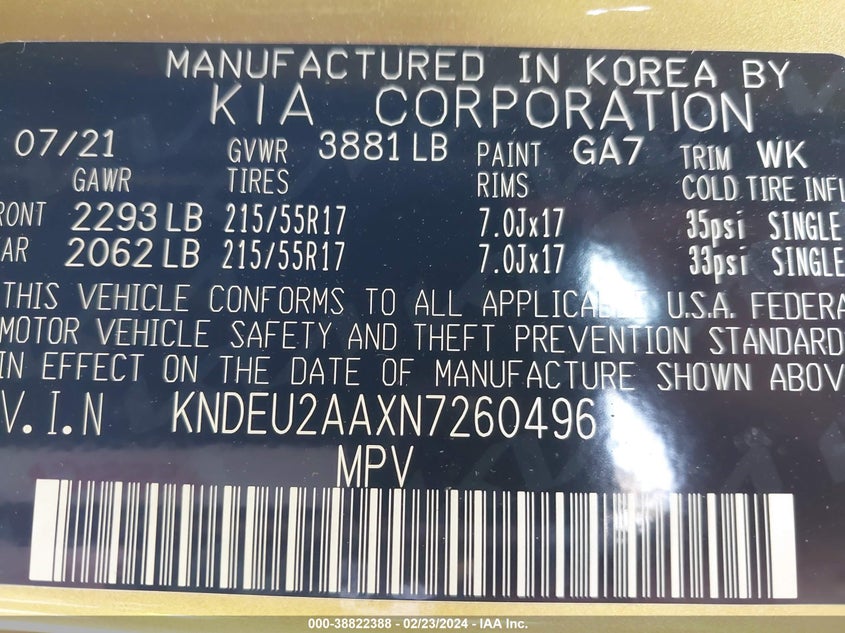 MANUFACTURED IN KOREA BY
KIA CORPORATION
07/21 GVWR 3881 LB PAINT GA7 TRIM WK
GAWR TIRES RIMS COLD TIRE INFL
RONT 2293 LB 215/55R17 7.0Jx17 35psi SINGLE
AR 2062 LB 215/55R17 7.0Jx17 33psi SINGLE
THIS VEHICLE CONFORMS TO ALL APPLICABLE U.S.A. FEDERA
MOTOR VEHICLE SAFETY AND THEFT PREVENTION STANDARD
IN EFFECT ON THE DATE OF MANUFACTURE SHOWN ABOV
V.I.N KNDEU2AAXN7260496
MPV
000-38822388 - 02/23/2024 - IAA Inc.